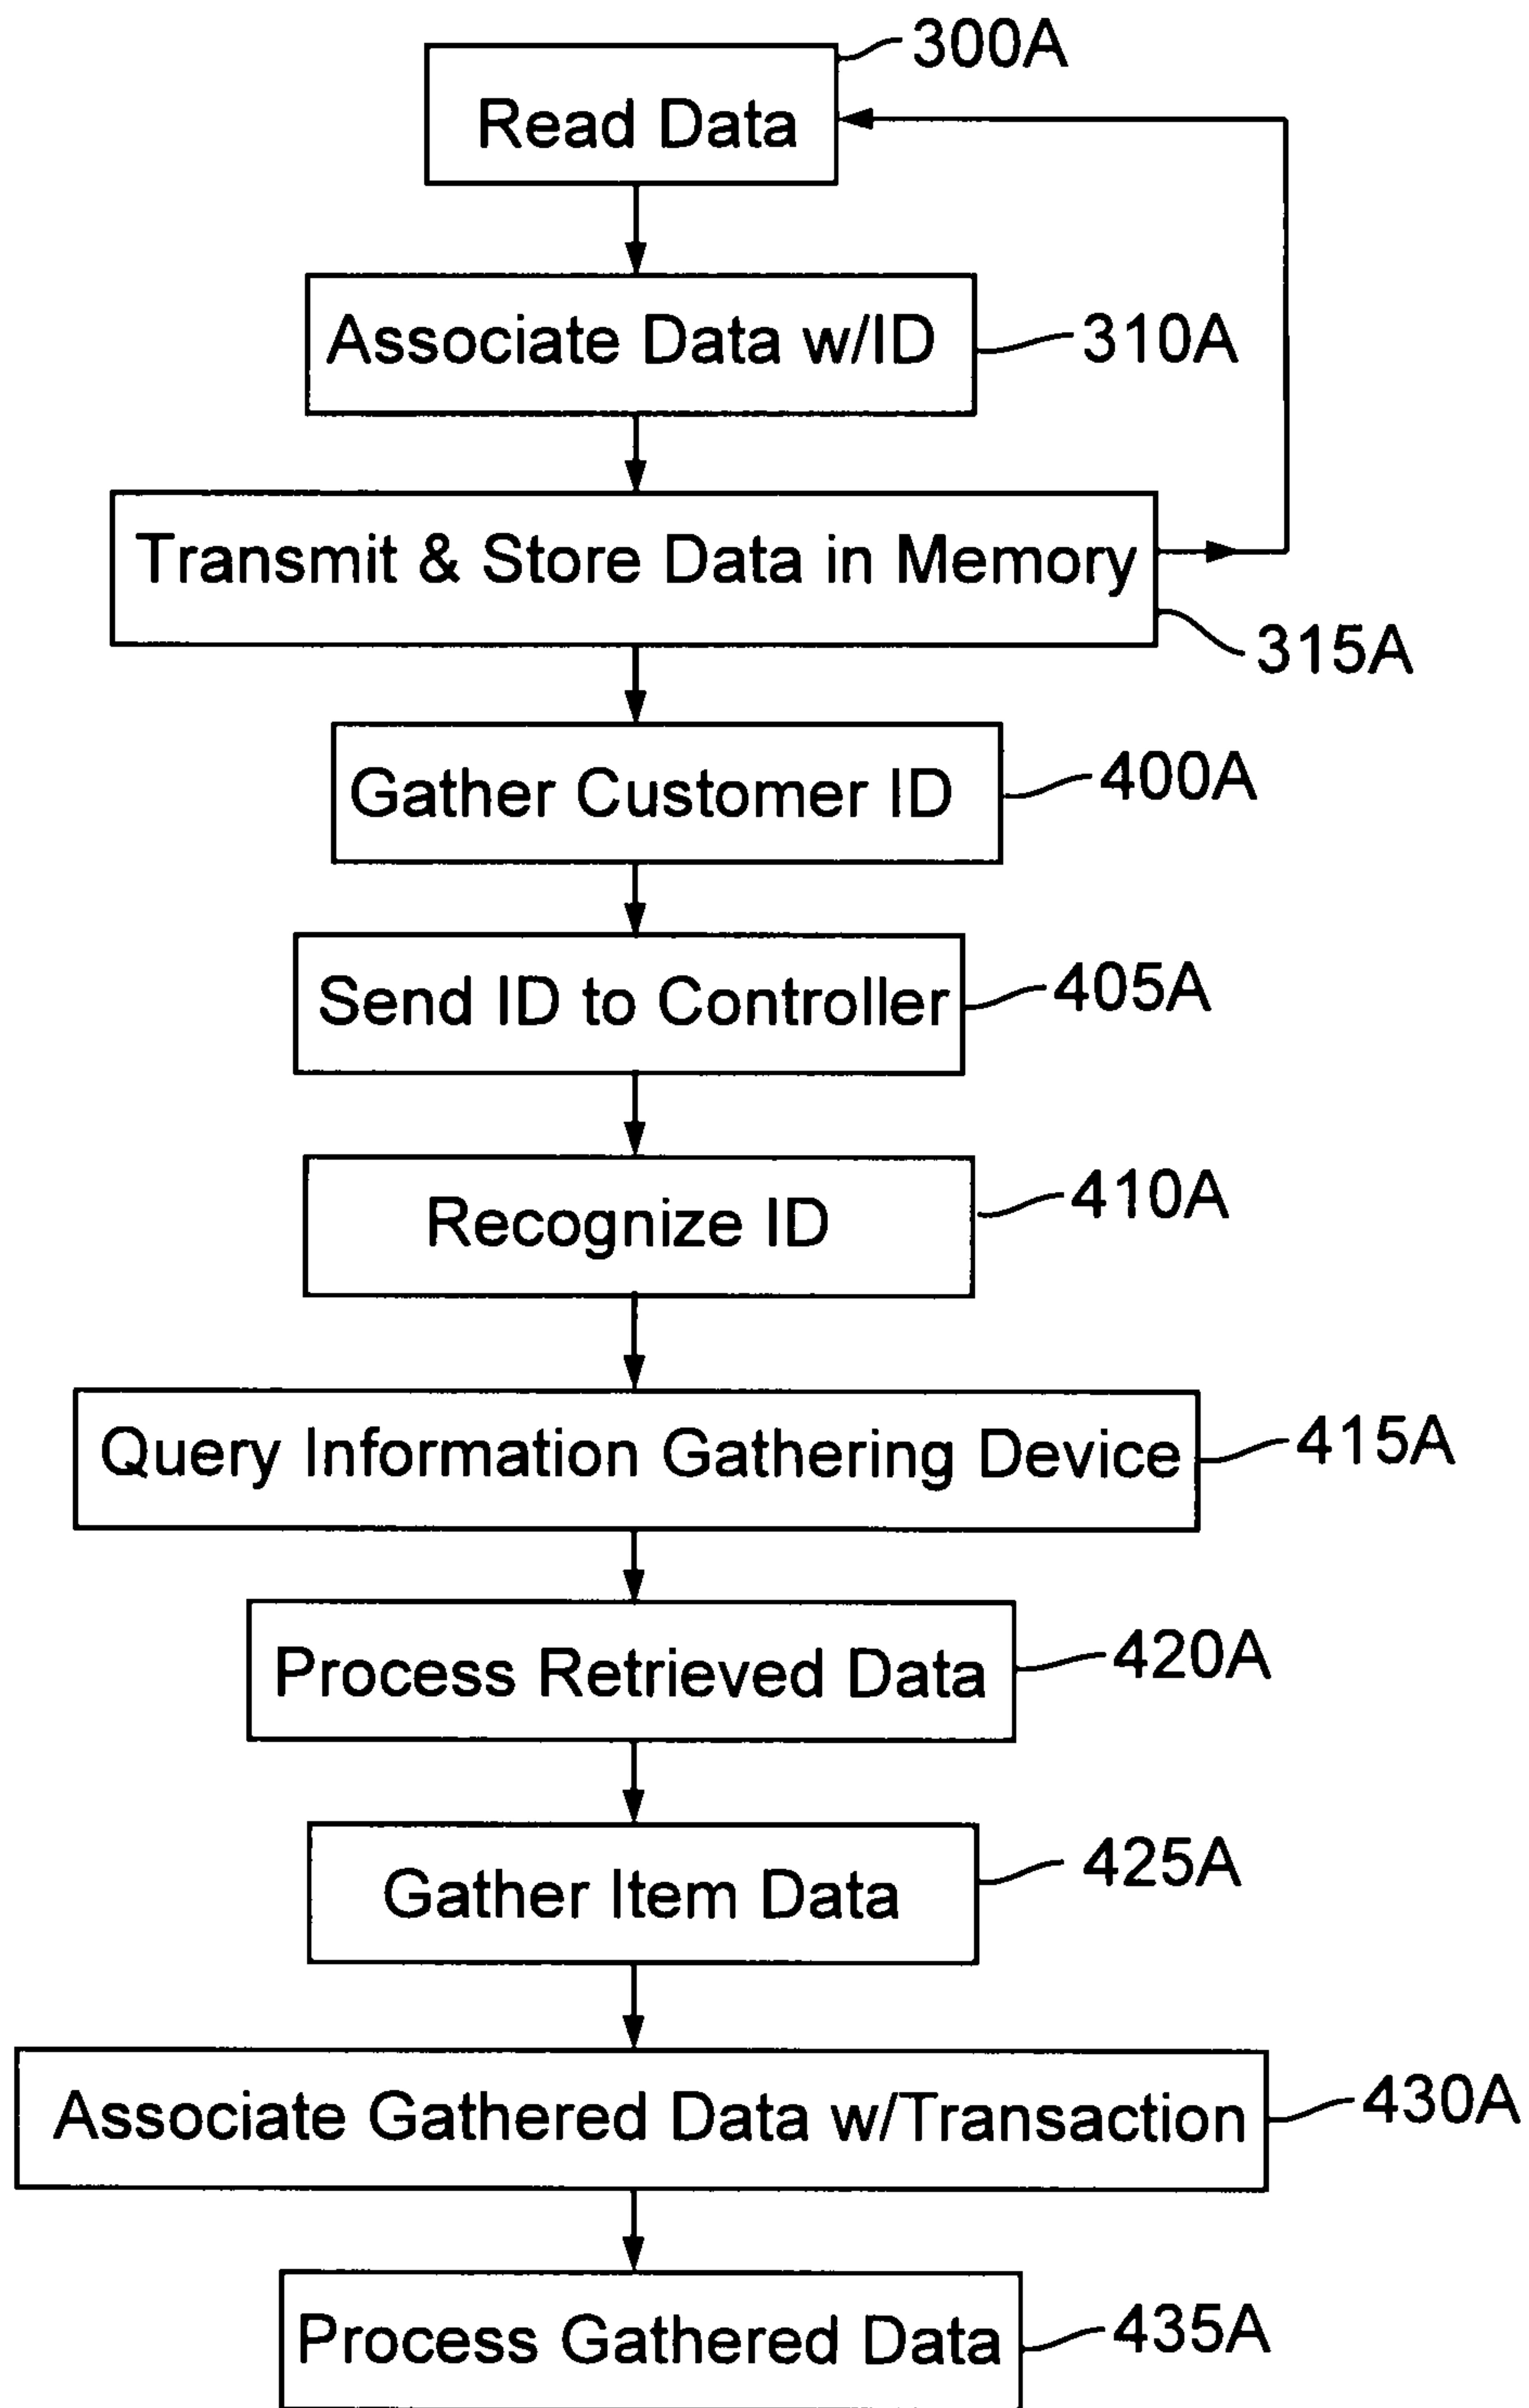 300A
Read Data
Associate Data w/ID
310A
Transmit & Store Data in Memory
315A
Gather Customer ID
400A
Send ID to Controller
405A
Recognize ID
410A
Query Information Gathering Device
415A
Process Retrieved Data
420A
Gather Item Data
425A
Associate Gathered Data w/Transaction
430A
Process Gathered Data
435A